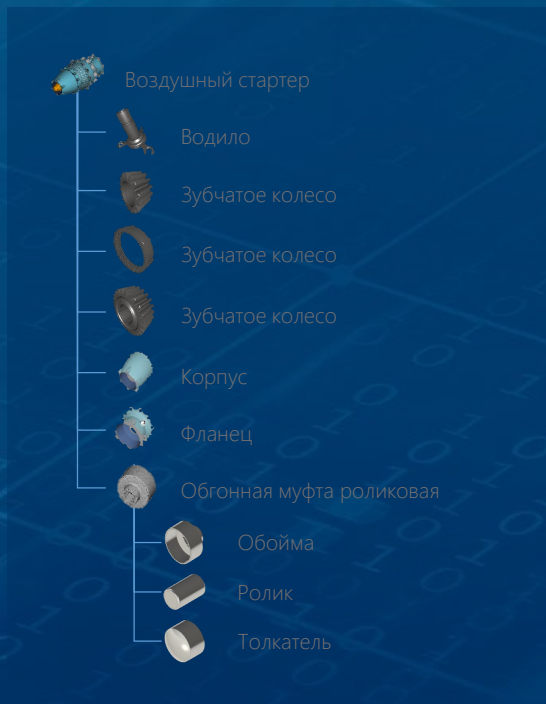 Воздушный стартер
Водило
Зубчатое колесо
Зубчатое колесо
Зубчатое колесо
Корпус
Фланец
Обгонная муфта роликовая
Обойма
Ролик
Толкатель